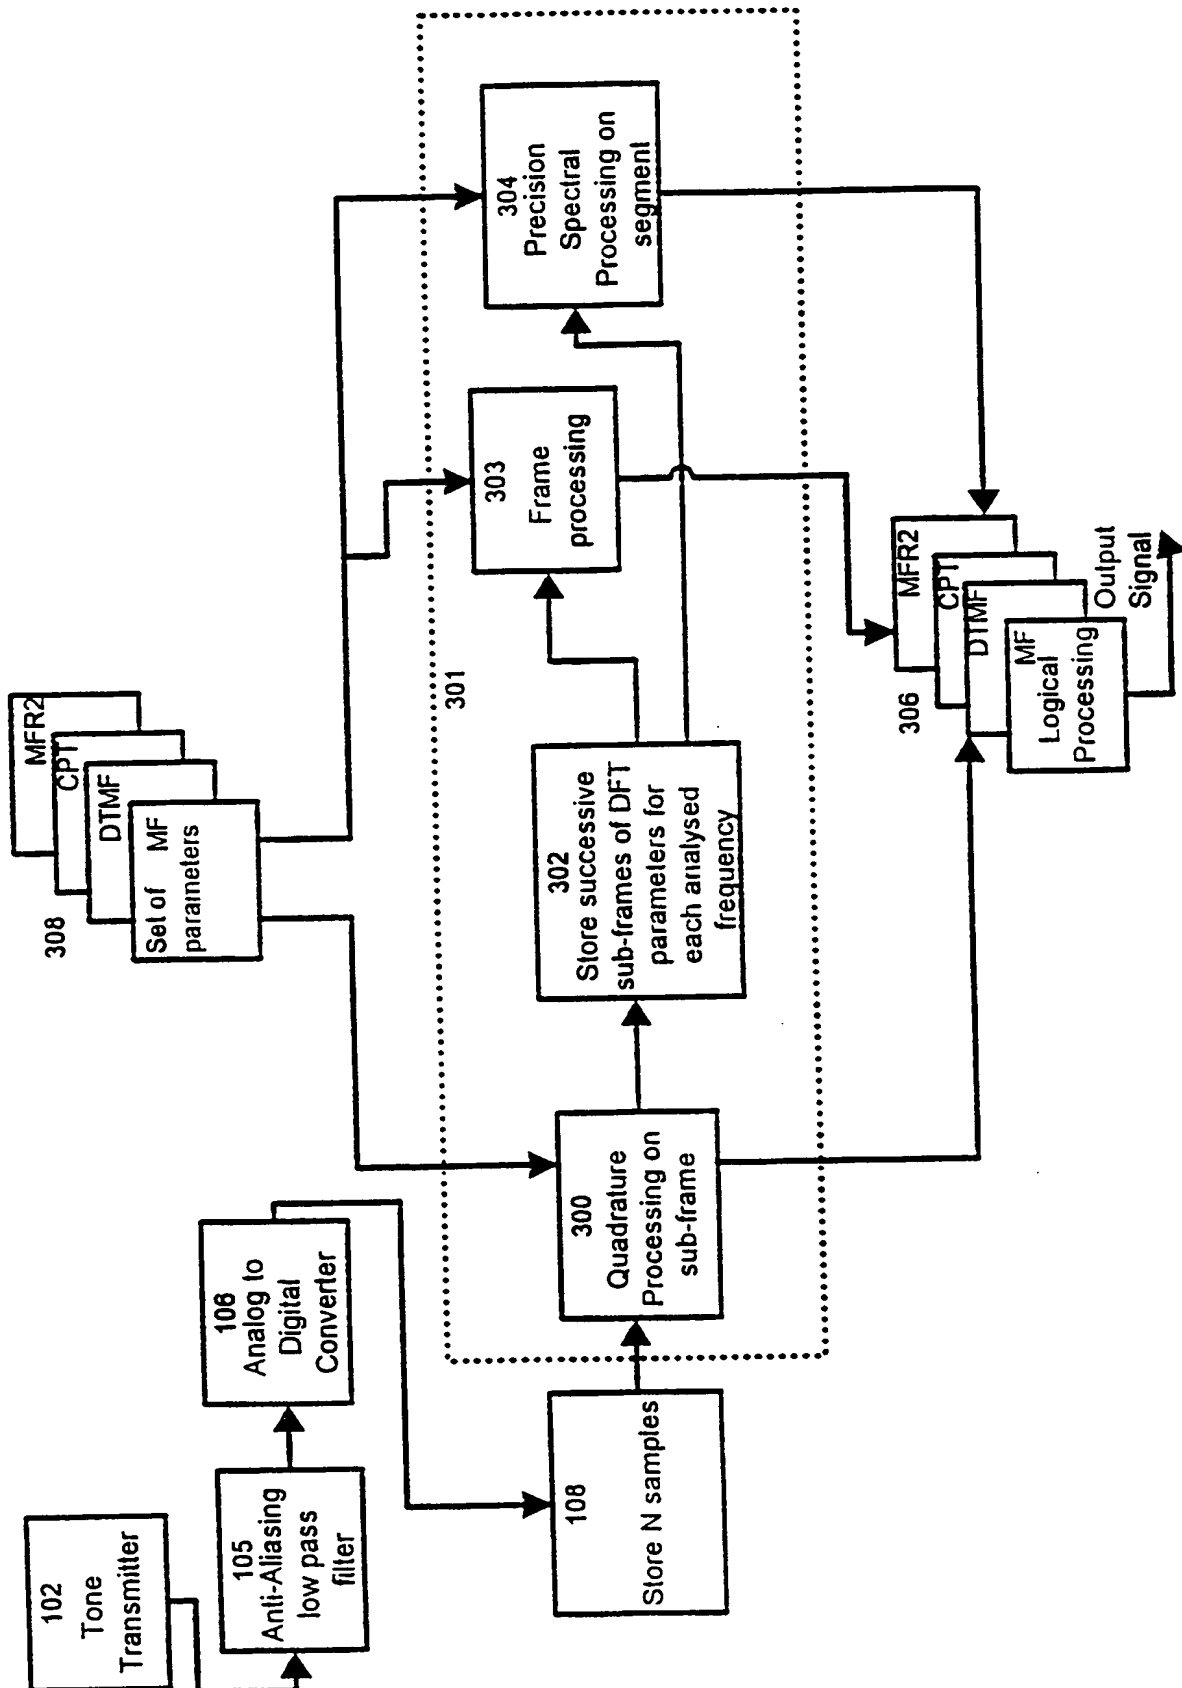 102
Tone
Transmitter
105
Anti-Aliasing
low pass
filter
106
Analog to
Digital
Converter
108
Store N samples
308
MFR2
CPT
DTMF
Set of MF
parameters
301
300
Quadrature
Processing on
sub-frame
302
Store successive
sub-frames of DFT
parameters for
each analysed
frequency
303
Frame
processing
304
Precision
Spectral
Processing on
segment
306
MFR2
CPT
DTMF
MF
Logical
Processing
Output
Signal